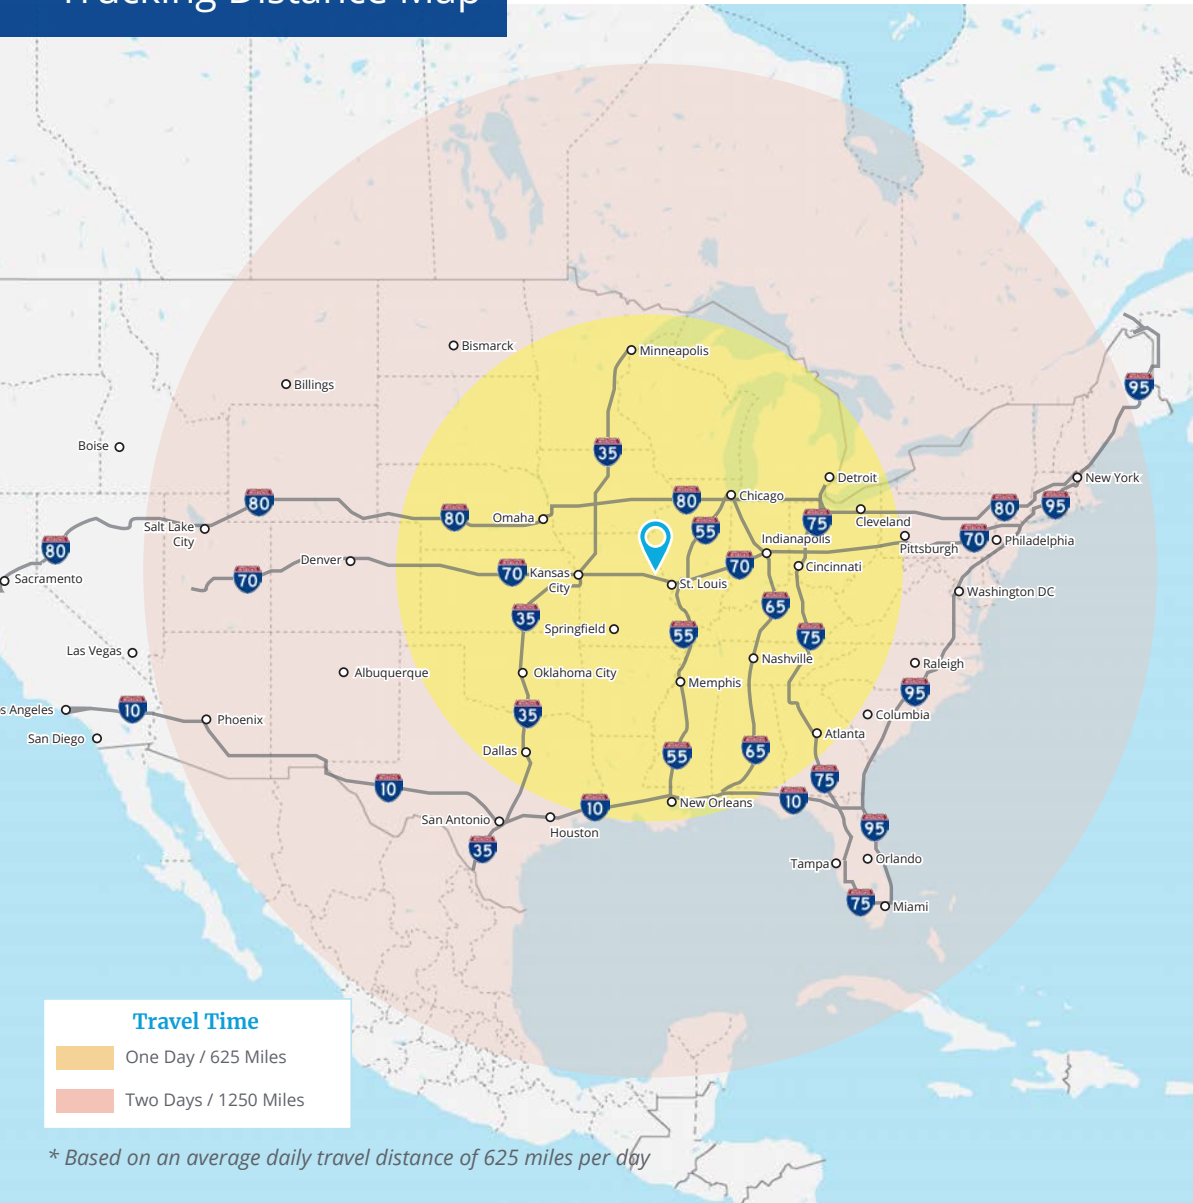 Trucking Distance Map
Bismarck
Minneapolis
Billings
95
Boise
35
Detroit
New York
80
80
Omaha
80
Chicago
80
95
Salt Lake
City
55
75
Cleveland
80
Denver
Indianapolis
Pittsburgh
70
Philadelphia
Sacramento
70
70
Kansas
City
St. Louis
70
Cincinnati
Washington DC
35
Springfield
55
65
75
Las Vegas
Albuquerque
Oklahoma City
Memphis
Nashville
Raleigh
s Angeles
10
Phoenix
35
95
Columbia
San Diego
Dallas
55
65
Atlanta
10
75
San Antonio
10
New Orleans
10
Houston
35
95
Tampa
Orlando
75
Miami
Travel Time
One Day / 625 Miles
Two Days / 1250 Miles
* Based on an average daily travel distance of 625 miles per day